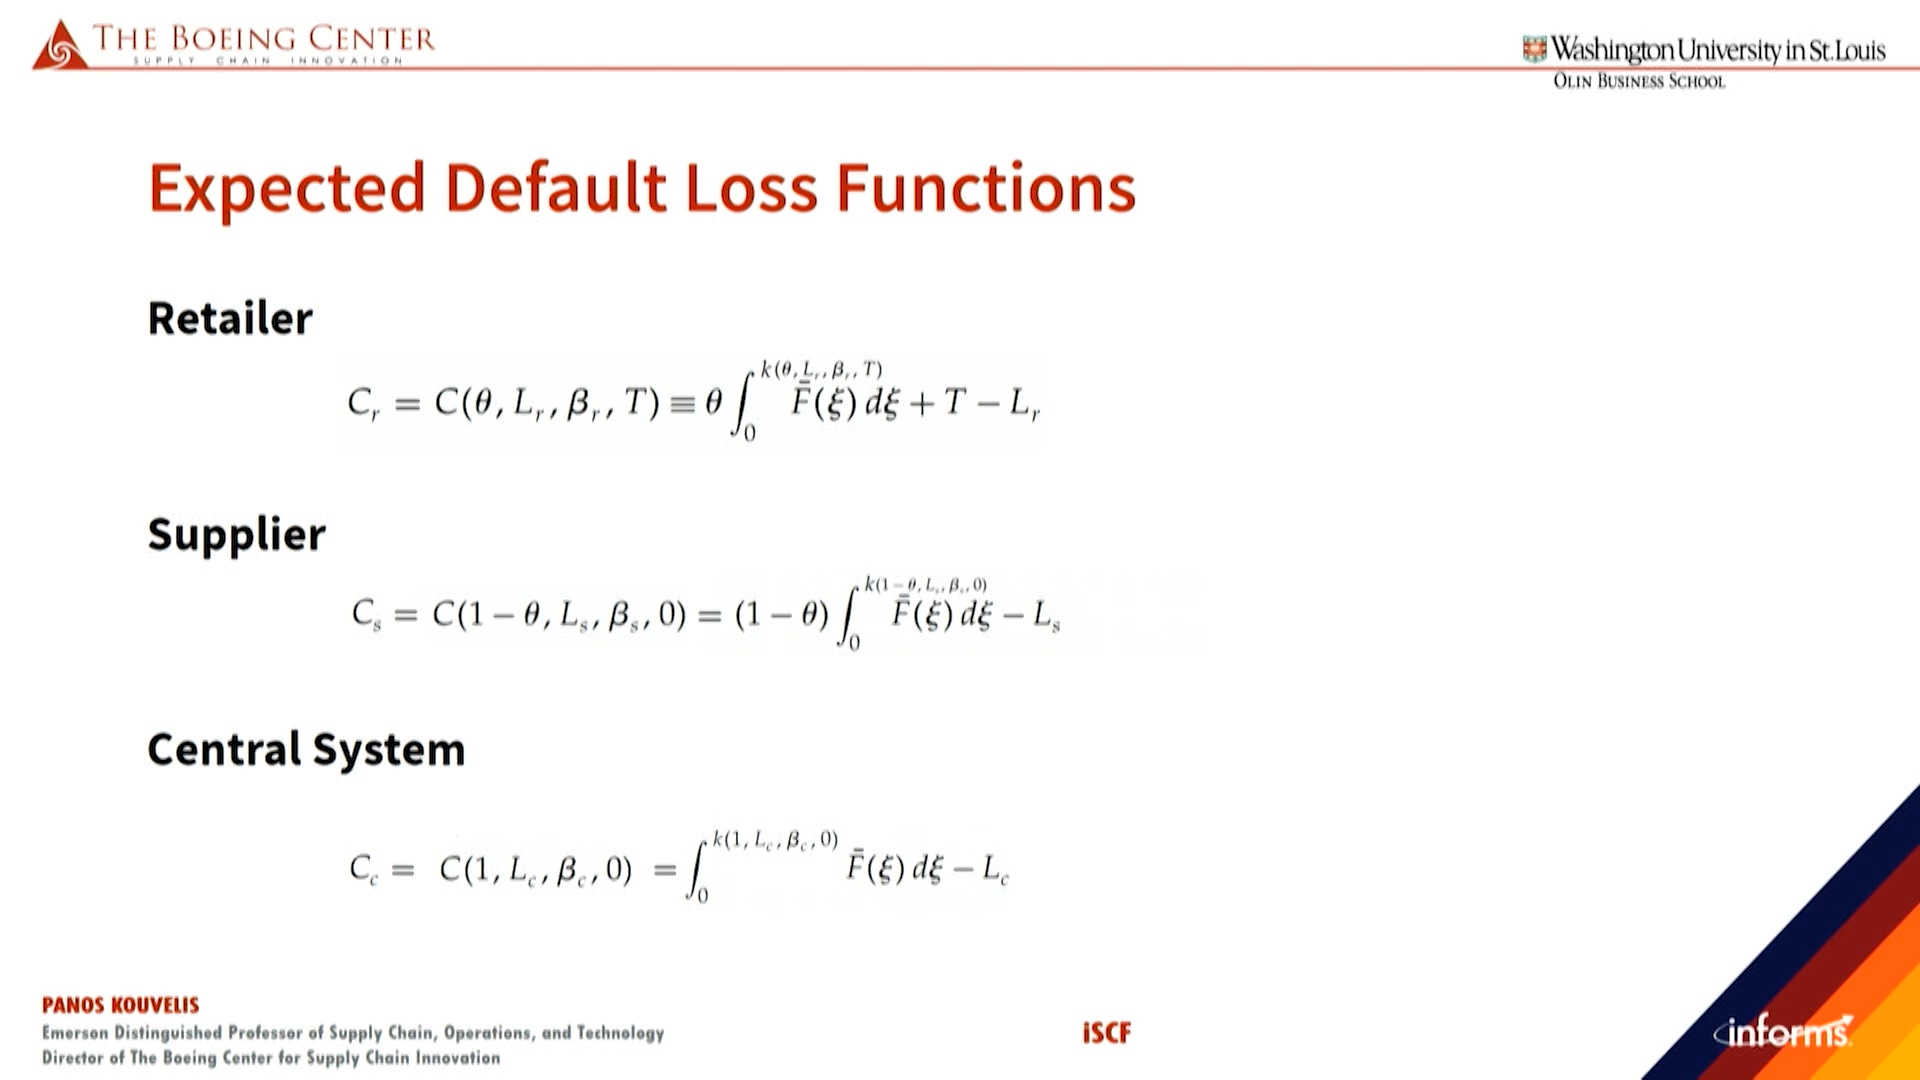 THE BOEING CENTER
SUPPLY CHAIN INNOVATION
Washington University in St. Louis
OLIN BUSINESS SCHOOL
Expected Default Loss Functions
Retailer
C_r = C(θ, L_r, β_r, T) ≡ θ ∫_0^{k(θ, L_r, β_r, T)} F̄(ξ) dξ + T − L_r
Supplier
C_s = C(1 − θ, L_s, β_s, 0) = (1 − θ) ∫_0^{k(1−θ, L_s, β_s, 0)} F̄(ξ) dξ − L_s
Central System
C_c = C(1, L_c, β_c, 0) = ∫_0^{k(1, L_c, β_c, 0)} F̄(ξ) dξ − L_c
PANOS KOUVELIS
Emerson Distinguished Professor of Supply Chain, Operations, and Technology
Director of The Boeing Center for Supply Chain Innovation
iSCF
informs